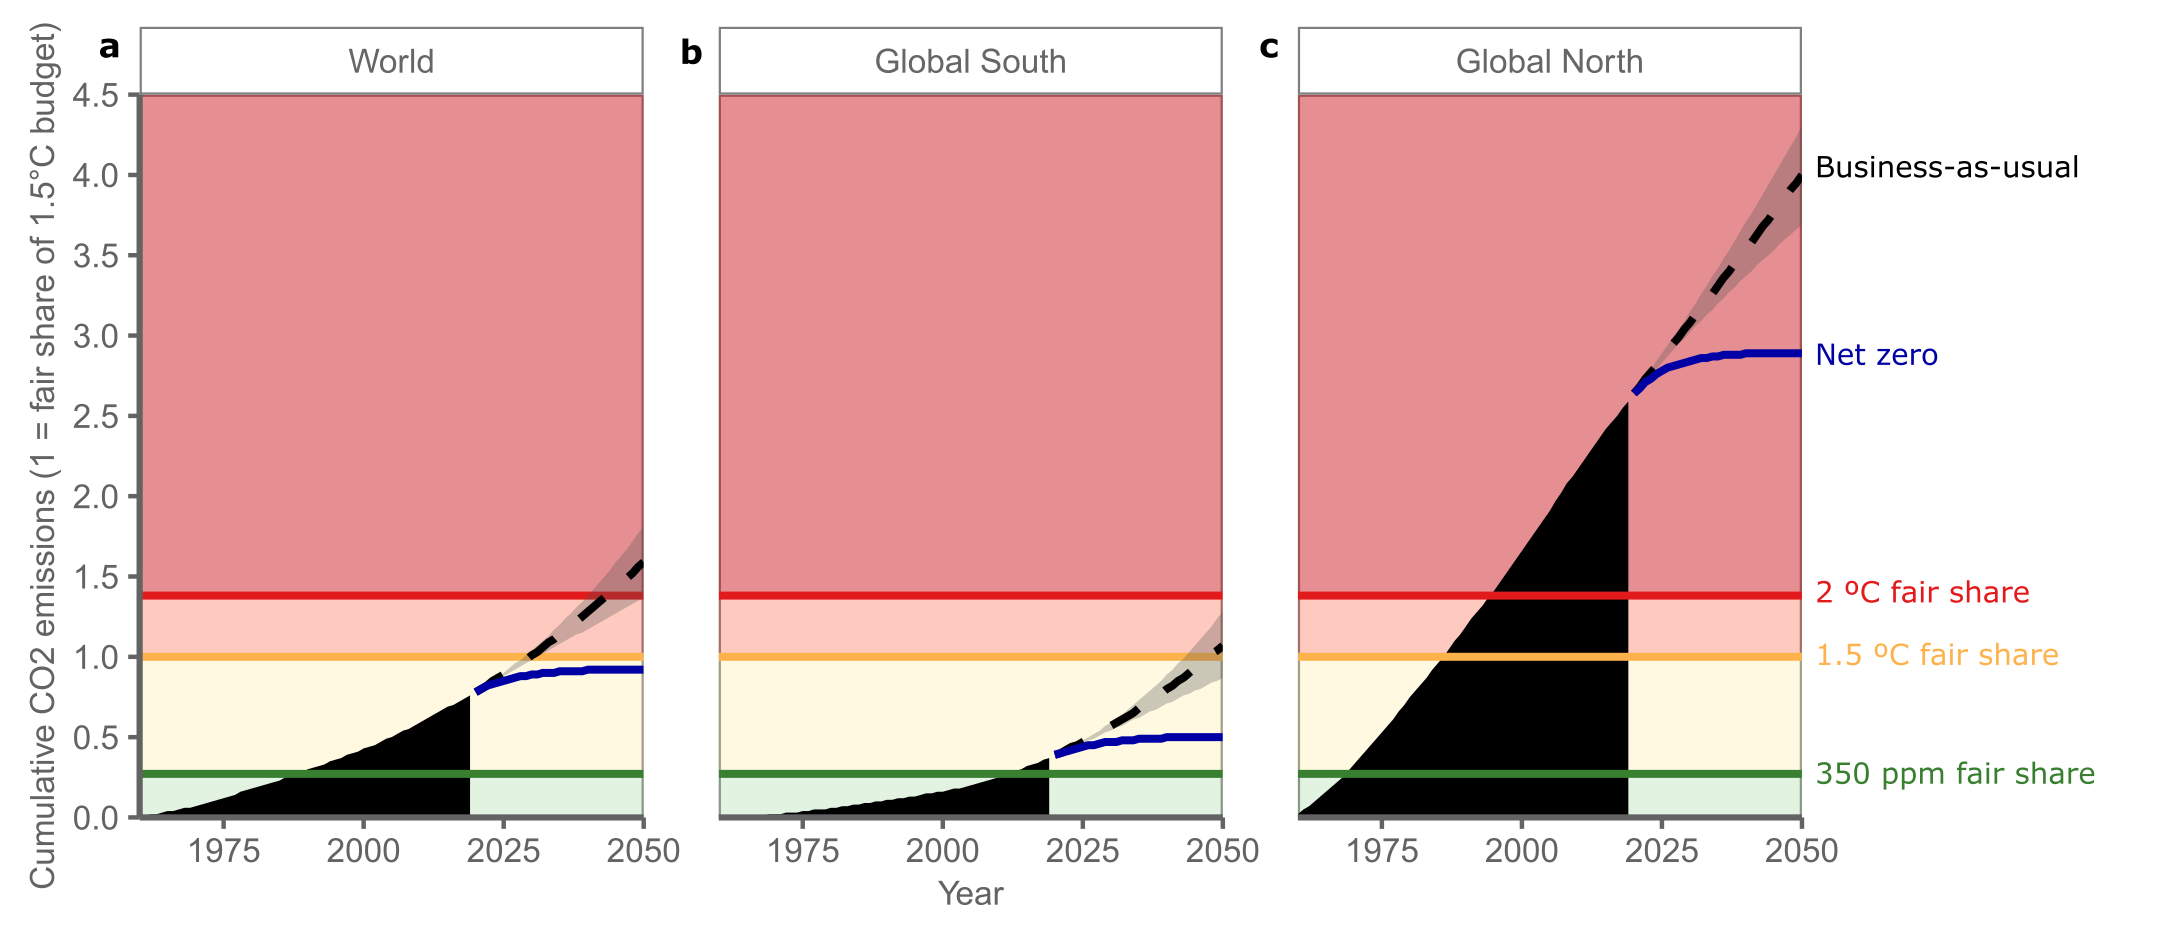 a
World
b
Global South
c
Global North
Cumulative CO2 emissions (1 = fair share of 1.5°C budget)
4.5
4.0
3.5
3.0
2.5
2.0
1.5
1.0
0.5
0.0
Business-as-usual
Net zero
2 ºC fair share
1.5 ºC fair share
350 ppm fair share
1975 2000 2025 2050
1975 2000 2025 2050
1975 2000 2025 2050
Year